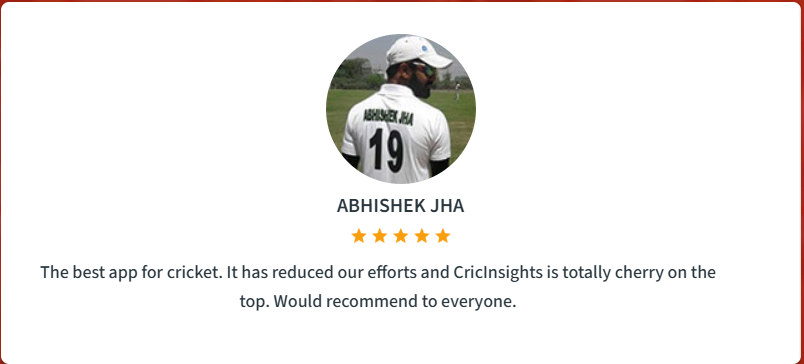 ABHISHEK JHA
19
ABHISHEK JHA
The best app for cricket. It has reduced our efforts and CricInsights is totally cherry on the
top. Would recommend to everyone.